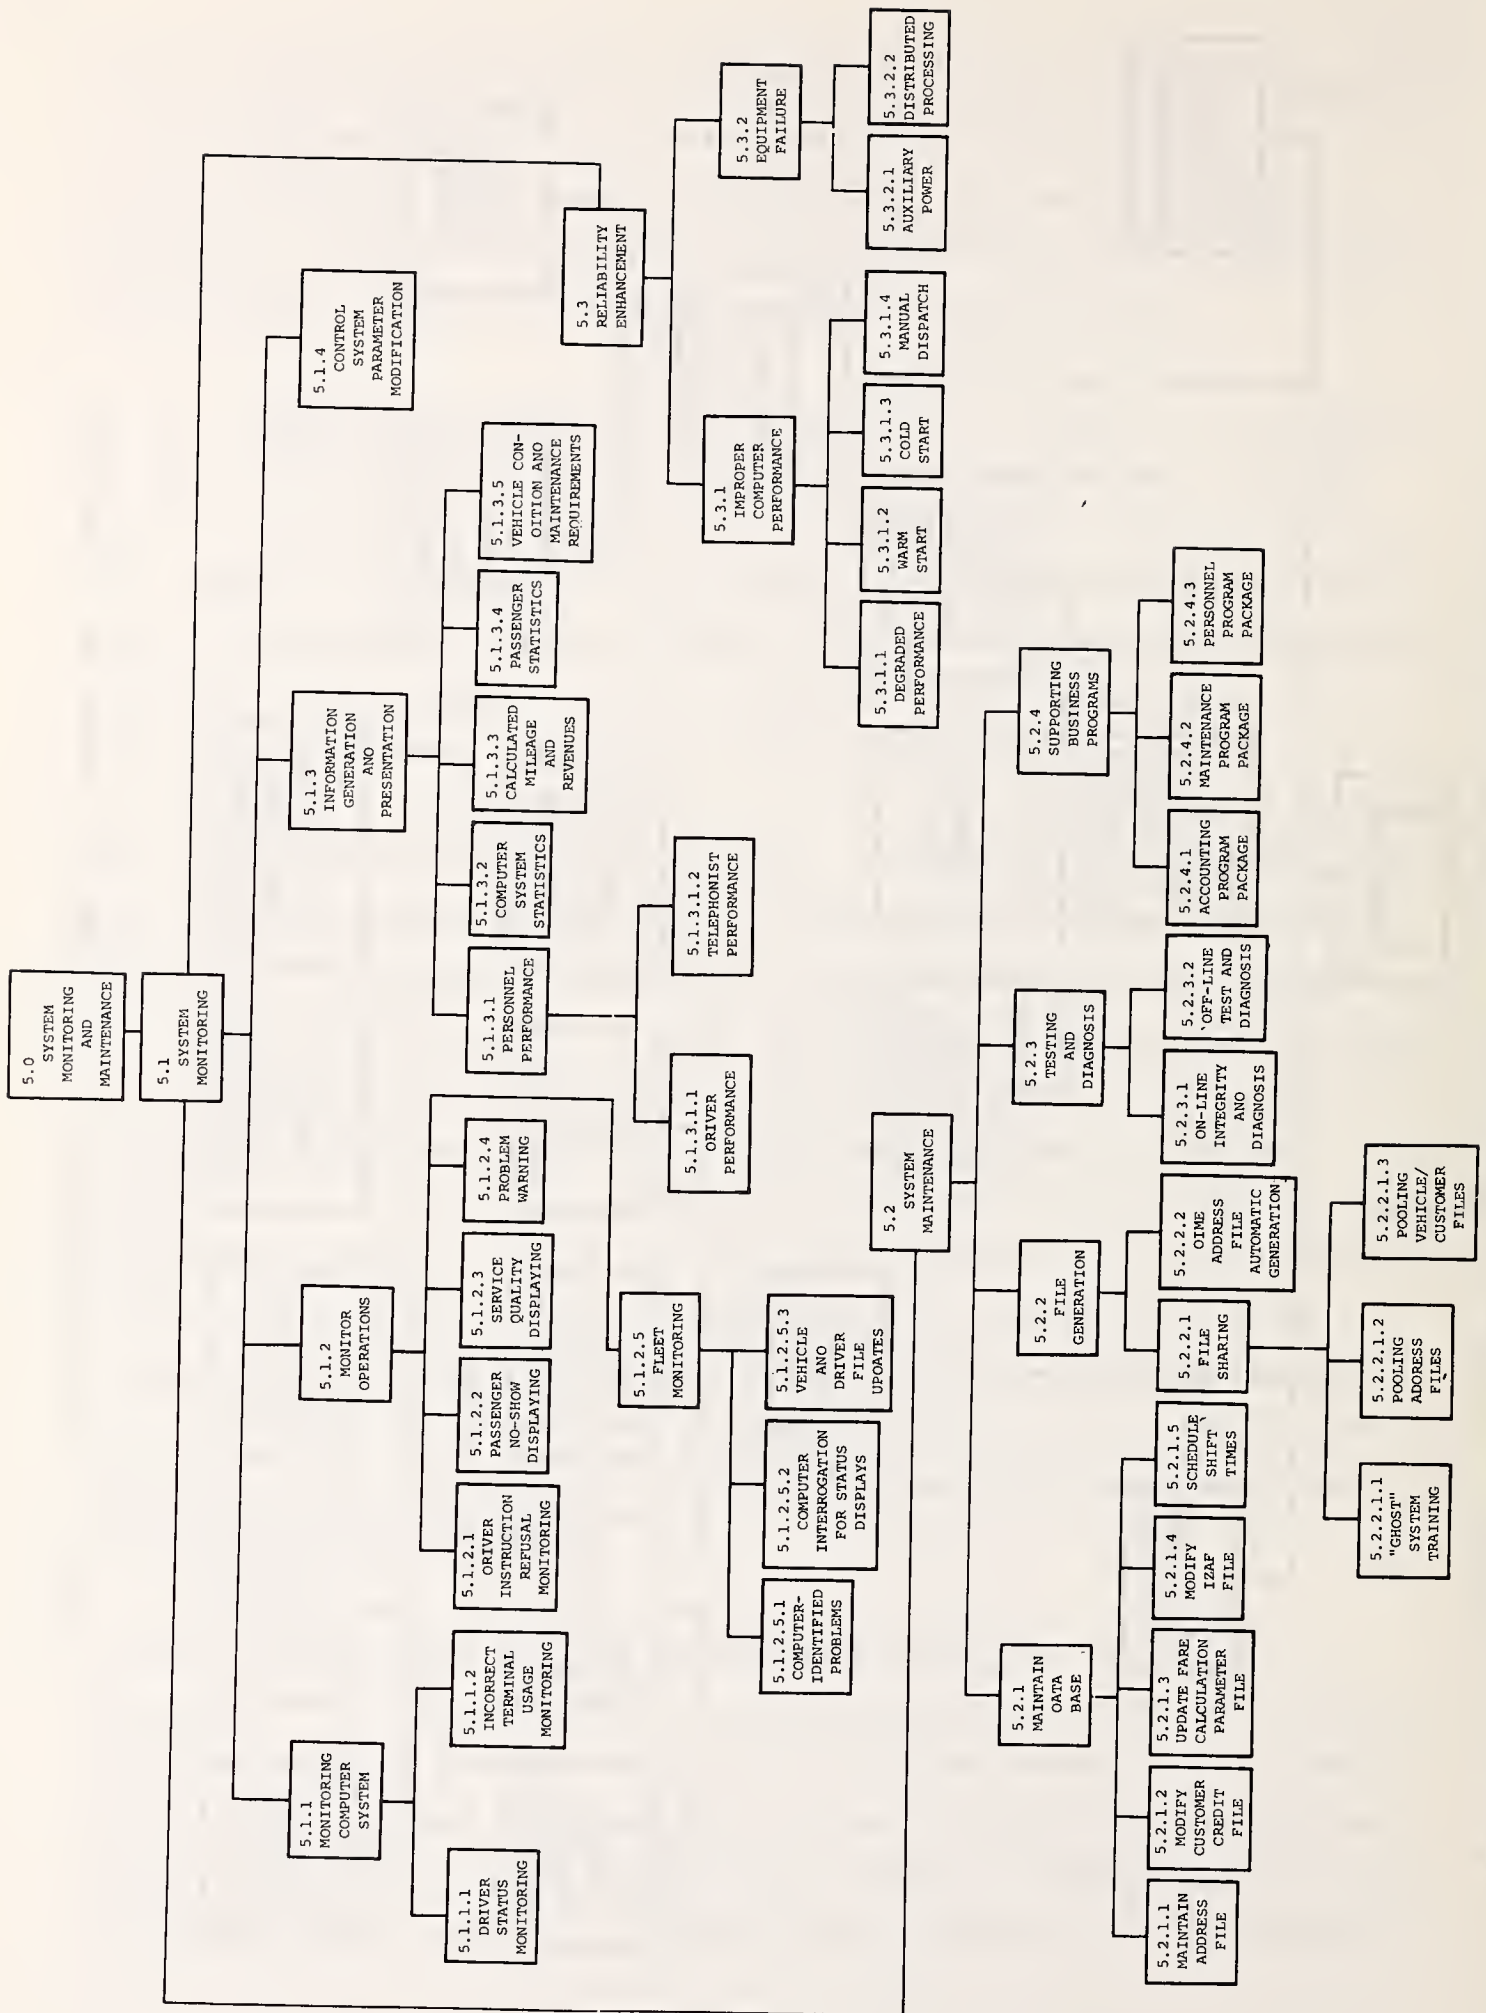 5.0
SYSTEM
MONITORING
AND
MAINTENANCE
5.1
SYSTEM
MONITORING
5.1.1
MONITORING
COMPUTER
SYSTEM
5.1.2
MONITOR
OPERATIONS
5.1.3
INFORMATION
GENERATION
ANO
PRESENTATION
5.1.4
CONTROL
SYSTEM
PARAMETER
MODIFICATION
5.1.1.1
DRIVER
STATUS
MONITORING
5.1.1.2
INCORRECT
TERMINAL
USAGE
MONITORING
5.1.2.1
ORIVER
INSTRUCTION
REFUSAL
MONITORING
5.1.2.2
PASSENGER
NO-SHOW
DISPLAYING
5.1.2.3
SERVICE
QUALITY
DISPLAYING
5.1.2.4
PROBLEM
WARNING
5.1.3.1
PERSONNEL
PERFORMANCE
5.1.3.2
COMPUTER
SYSTEM
STATISTICS
5.1.3.3
CALCULATED
MILEAGE
AND
REVENUES
5.1.3.4
PASSENGER
STATISTICS
5.1.3.5
VEHICLE CON-
OITION ANO
MAINTENANCE
REQUIREMENTS
5.3
RELIABILITY
ENHANCEMENT
5.1.2.5
FLEET
MONITORING
5.1.3.1.1
ORIVER
PERFORMANCE
5.1.3.1.2
TELEPHONIST
PERFORMANCE
5.3.1
IMPROPER
COMPUTER
PERFORMANCE
5.3.2
EQUIPMENT
FAILURE
5.1.2.5.1
COMPUTER-
IDENTIFIED
PROBLEMS
5.1.2.5.2
COMPUTER
INTERROGATION
FOR STATUS
DISPLAYS
5.1.2.5.3
VEHICLE
ANO
DRIVER
FILE
UPOATES
5.3.1.1
DEGRADED
PERFORMANCE
5.3.1.2
WARM
START
5.3.1.3
COLD
START
5.3.1.4
MANUAL
DISPATCH
5.3.2.1
AUXILIARY
POWER
5.3.2.2
DISTRIBUTED
PROCESSING
5.2
SYSTEM
MAINTENANCE
5.2.1
MAINTAIN
OATA
BASE
5.2.2
FILE
GENERATION
5.2.3
TESTING
AND
DIAGNOSIS
5.2.4
SUPPORTING
BUSINESS
PROGRAMS
5.2.1.1
MAINTAIN
ADDRESS
FILE
5.2.1.2
MODIFY
CUSTOMER
CREDIT
FILE
5.2.1.3
UPDATE FARE
CALCULATION
PARAMETER
FILE
5.2.1.4
MODIFY
IZAF
FILE
5.2.1.5
SCHEDULE
SHIFT
TIMES
5.2.2.1
FILE
SHARING
5.2.2.2
OIME
ADDRESS
FILE
AUTOMATIC
GENERATION
5.2.3.1
ON-LINE
INTEGRITY
ANO
DIAGNOSIS
5.2.3.2
OFF-LINE
TEST AND
DIAGNOSIS
5.2.4.1
ACCOUNTING
PROGRAM
PACKAGE
5.2.4.2
MAINTENANCE
PROGRAM
PACKAGE
5.2.4.3
PERSONNEL
PROGRAM
PACKAGE
5.2.2.1.1
"GHOST"
SYSTEM
TRAINING
5.2.2.1.2
POOLING
ADORESS
FILES
5.2.2.1.3
POOLING
VEHICLE/
CUSTOMER
FILES